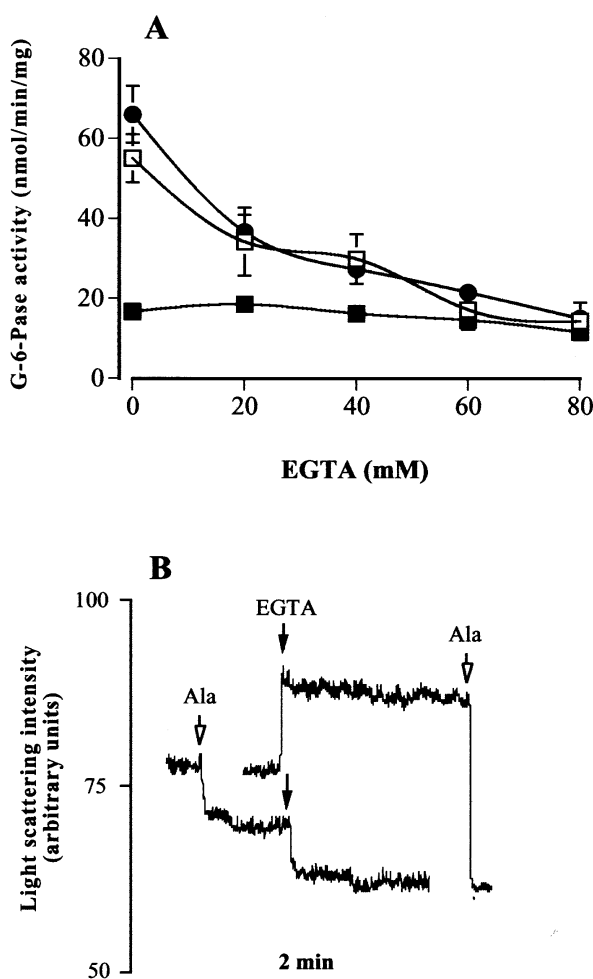 A
G-6-Pase activity (nmol/min/mg)
80
60
40
20
0
0 20 40 60 80
EGTA (mM)
B
Light scattering intensity
(arbitrary units)
100
75
50
EGTA
Ala
Ala
2 min